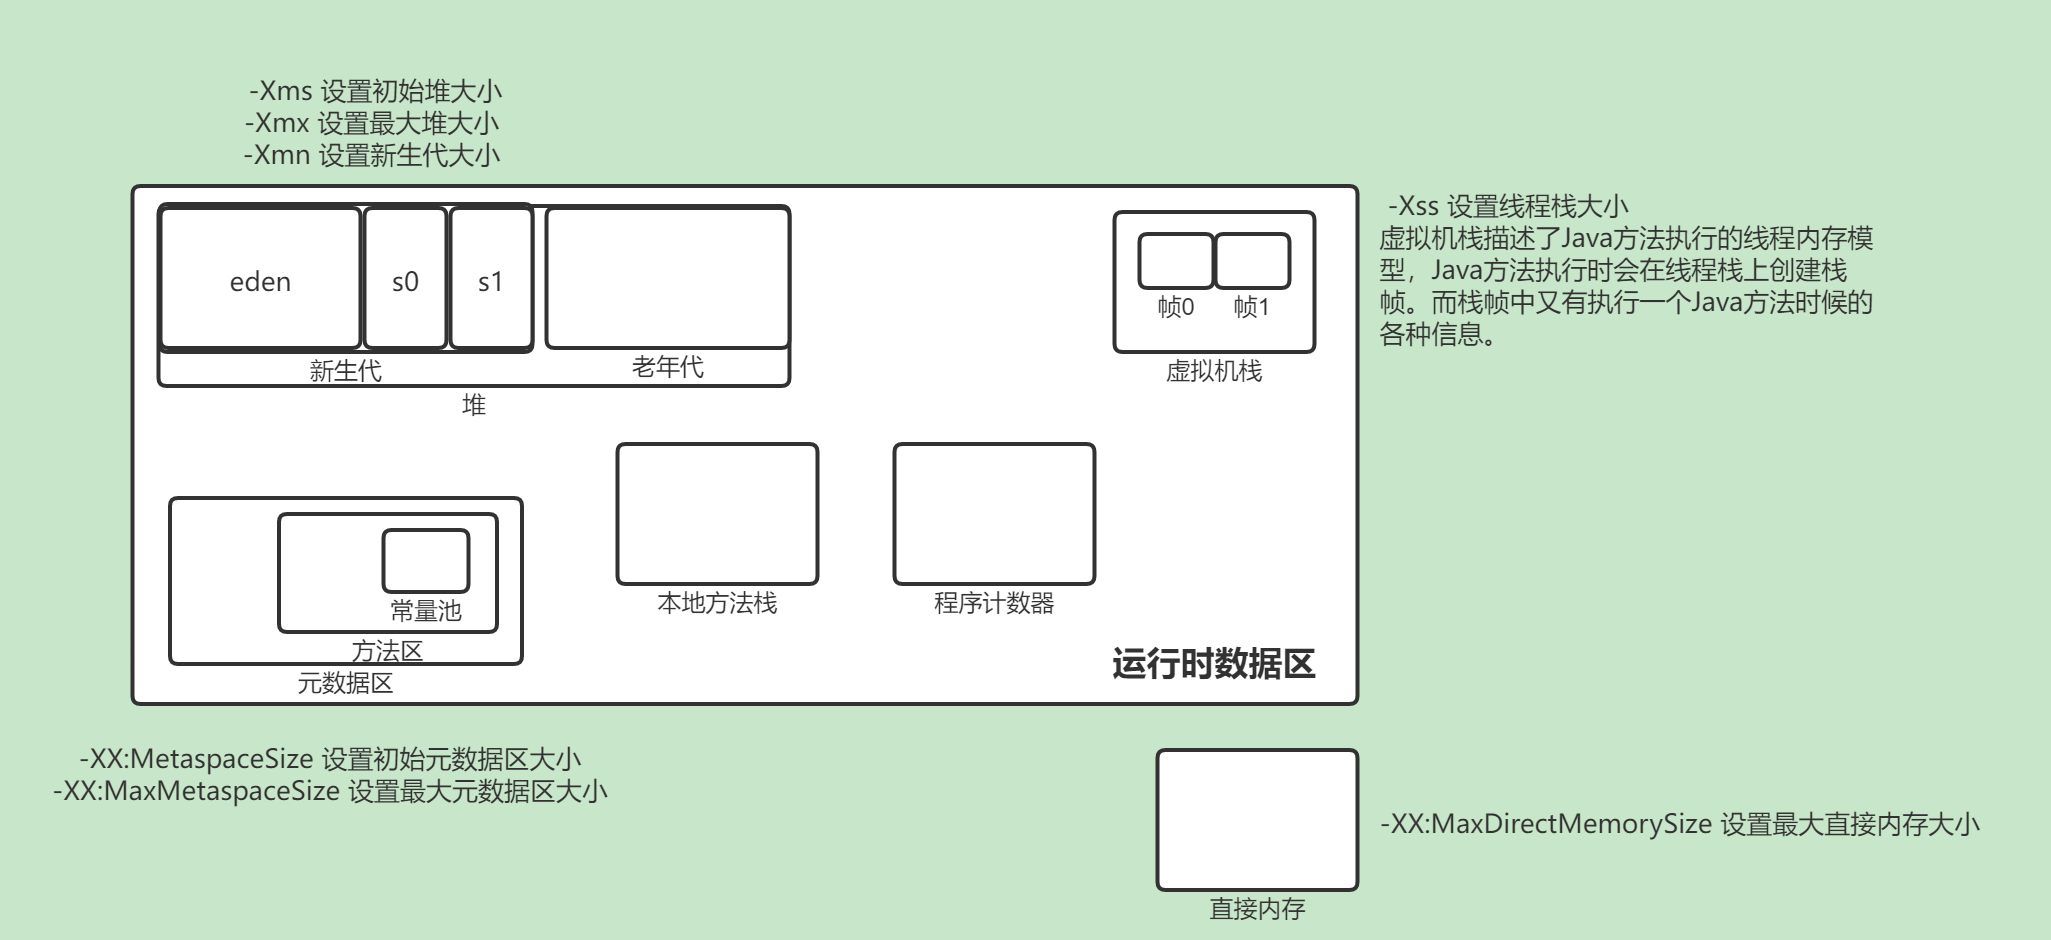 -Xms 设置初始堆大小
-Xmx 设置最大堆大小
-Xmn 设置新生代大小
eden
s0
s1
新生代
老年代
堆
帧0
帧1
虚拟机栈
-Xss 设置线程栈大小
虚拟机栈描述了Java方法执行的线程内存模
型，Java方法执行时会在线程栈上创建栈
帧。而栈帧中又有执行一个Java方法时候的
各种信息。
常量池
方法区
元数据区
本地方法栈
程序计数器
运行时数据区
-XX:MetaspaceSize 设置初始元数据区大小
-XX:MaxMetaspaceSize 设置最大元数据区大小
-XX:MaxDirectMemorySize 设置最大直接内存大小
直接内存